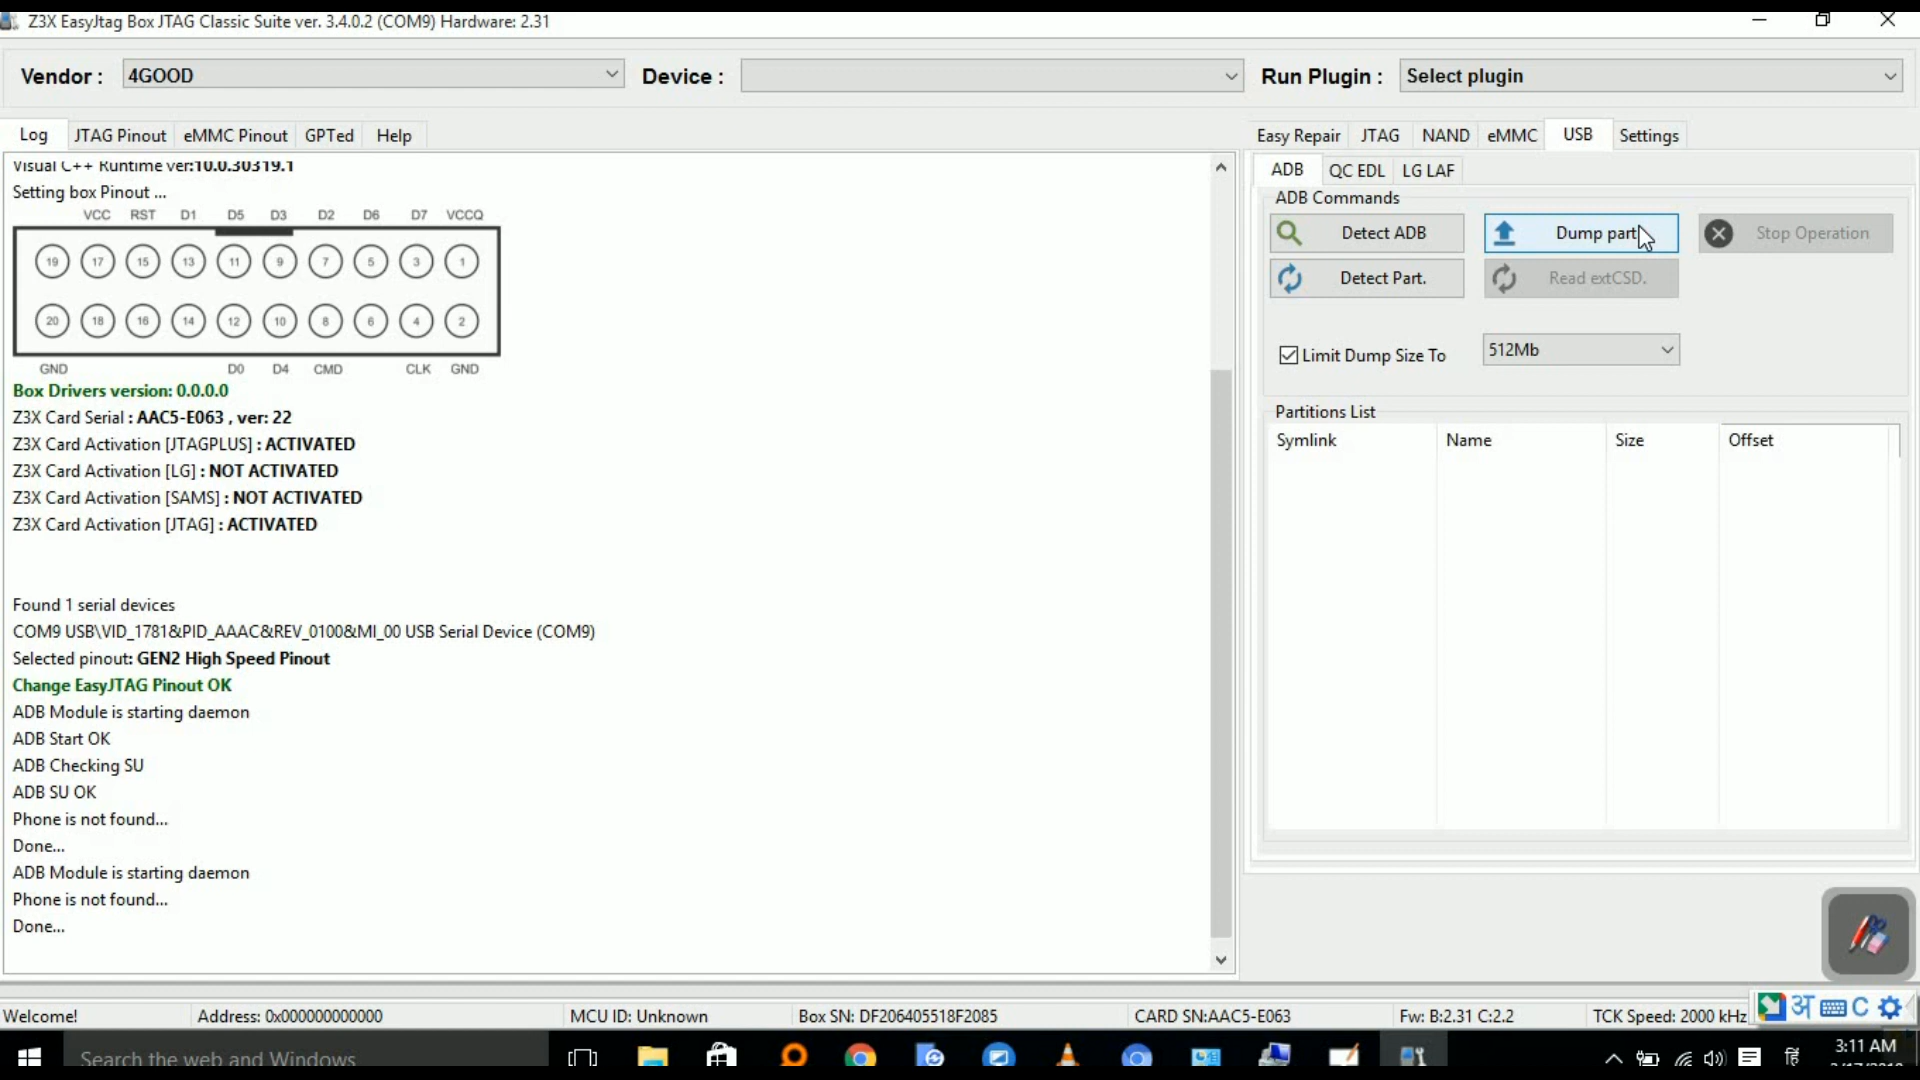 Z3X EasyJtag Box JTAG Classic Suite ver. 3.4.0.2 (COM9) Hardware: 2.31
Vendor :
4GOOD
Device :
Run Plugin :
Select plugin
Log
JTAG Pinout
eMMC Pinout
GPTed
Help
Easy Repair
JTAG
NAND
eMMC
USB
Settings
ADB
QC EDL
LG LAF
ADB Commands
Detect ADB
Dump part
Stop Operation
Detect Part.
Read extCSD.
Limit Dump Size To
512Mb
Partitions List
Symlink
Name
Size
Offset
Visual C++ Runtime ver:10.0.30319.1
Setting box Pinout ...
VCC RST D1 D5 D3 D2 D6 D7 VCCQ
19 17 15 13 11 9 7 5 3 1
20 18 16 14 12 10 8 6 4 2
GND D0 D4 CMD CLK GND
Box Drivers version: 0.0.0.0
Z3X Card Serial : AAC5-E063 , ver: 22
Z3X Card Activation [JTAGPLUS] : ACTIVATED
Z3X Card Activation [LG] : NOT ACTIVATED
Z3X Card Activation [SAMS] : NOT ACTIVATED
Z3X Card Activation [JTAG] : ACTIVATED
Found 1 serial devices
COM9 USB\VID_1781&PID_AAAC&REV_0100&MI_00 USB Serial Device (COM9)
Selected pinout: GEN2 High Speed Pinout
Change EasyJTAG Pinout OK
ADB Module is starting daemon
ADB Start OK
ADB Checking SU
ADB SU OK
Phone is not found...
Done...
ADB Module is starting daemon
Phone is not found...
Done...
Welcome!
Address: 0x000000000000
MCU ID: Unknown
Box SN: DF206405518F2085
CARD SN:AAC5-E063
Fw: B:2.31 C:2.2
TCK Speed: 2000 kHz
अ
C
Search the web and Windows
हिं
3:11 AM